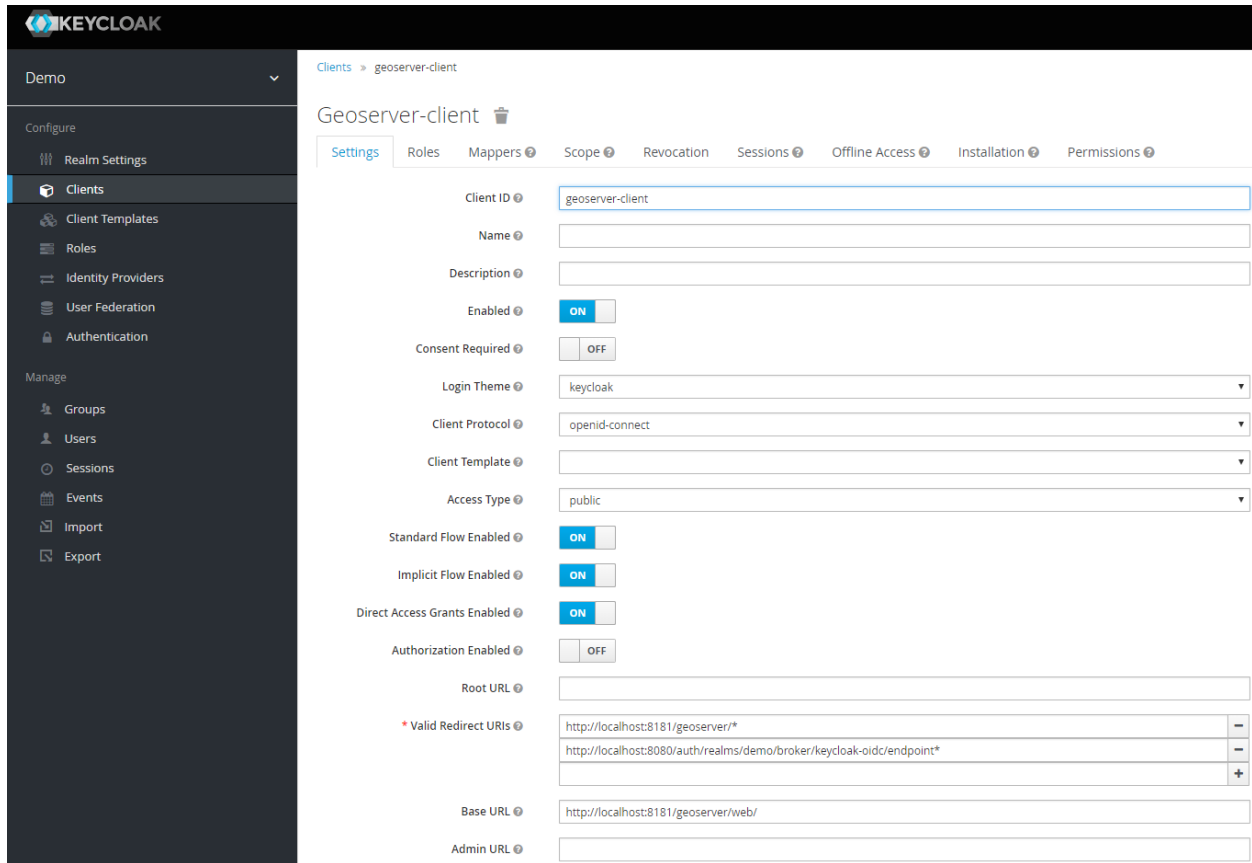 KEYCLOAK
Demo
Configure
Realm Settings
Clients
Client Templates
Roles
Identity Providers
User Federation
Authentication
Manage
Groups
Users
Sessions
Events
Import
Export
Clients » geoserver-client
Geoserver-client
Settings Roles Mappers Scope Revocation Sessions Offline Access Installation Permissions
Client ID geoserver-client
Name
Description
Enabled ON
Consent Required OFF
Login Theme keycloak
Client Protocol openid-connect
Client Template
Access Type public
Standard Flow Enabled ON
Implicit Flow Enabled ON
Direct Access Grants Enabled ON
Authorization Enabled OFF
Root URL
* Valid Redirect URIs http://localhost:8181/geoserver/*
http://localhost:8080/auth/realms/demo/broker/keycloak-oidc/endpoint*
Base URL http://localhost:8181/geoserver/web/
Admin URL